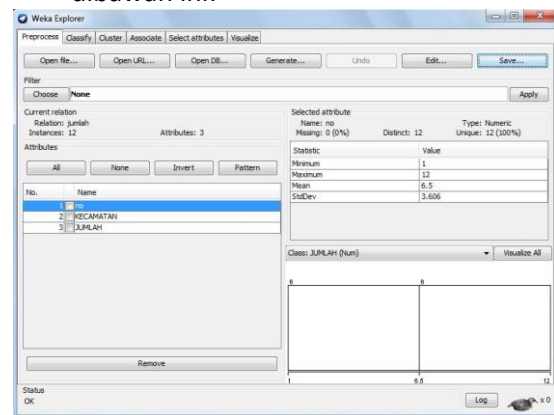 Weka Explorer
Preprocess Classify Cluster Associate Select attributes Visualize
Open file... Open URL... Open DB... Generate... Undo Edit... Save...
Filter
Choose None Apply
Current relation
Relation: jumlah
Instances: 12 Attributes: 3
Attributes
All None Invert Pattern
No. Name
1 no
2 KECAMATAN
3 JUMLAH
Remove
Selected attribute
Name: no Type: Numeric
Missing: 0 (0%) Distinct: 12 Unique: 12 (100%)
Statistic Value
Minimum 1
Maximum 12
Mean 6.5
StdDev 3.606
Class: JUMLAH (Num) Visualize All
6 6
1 6.5 12
Status
OK
Log x 0